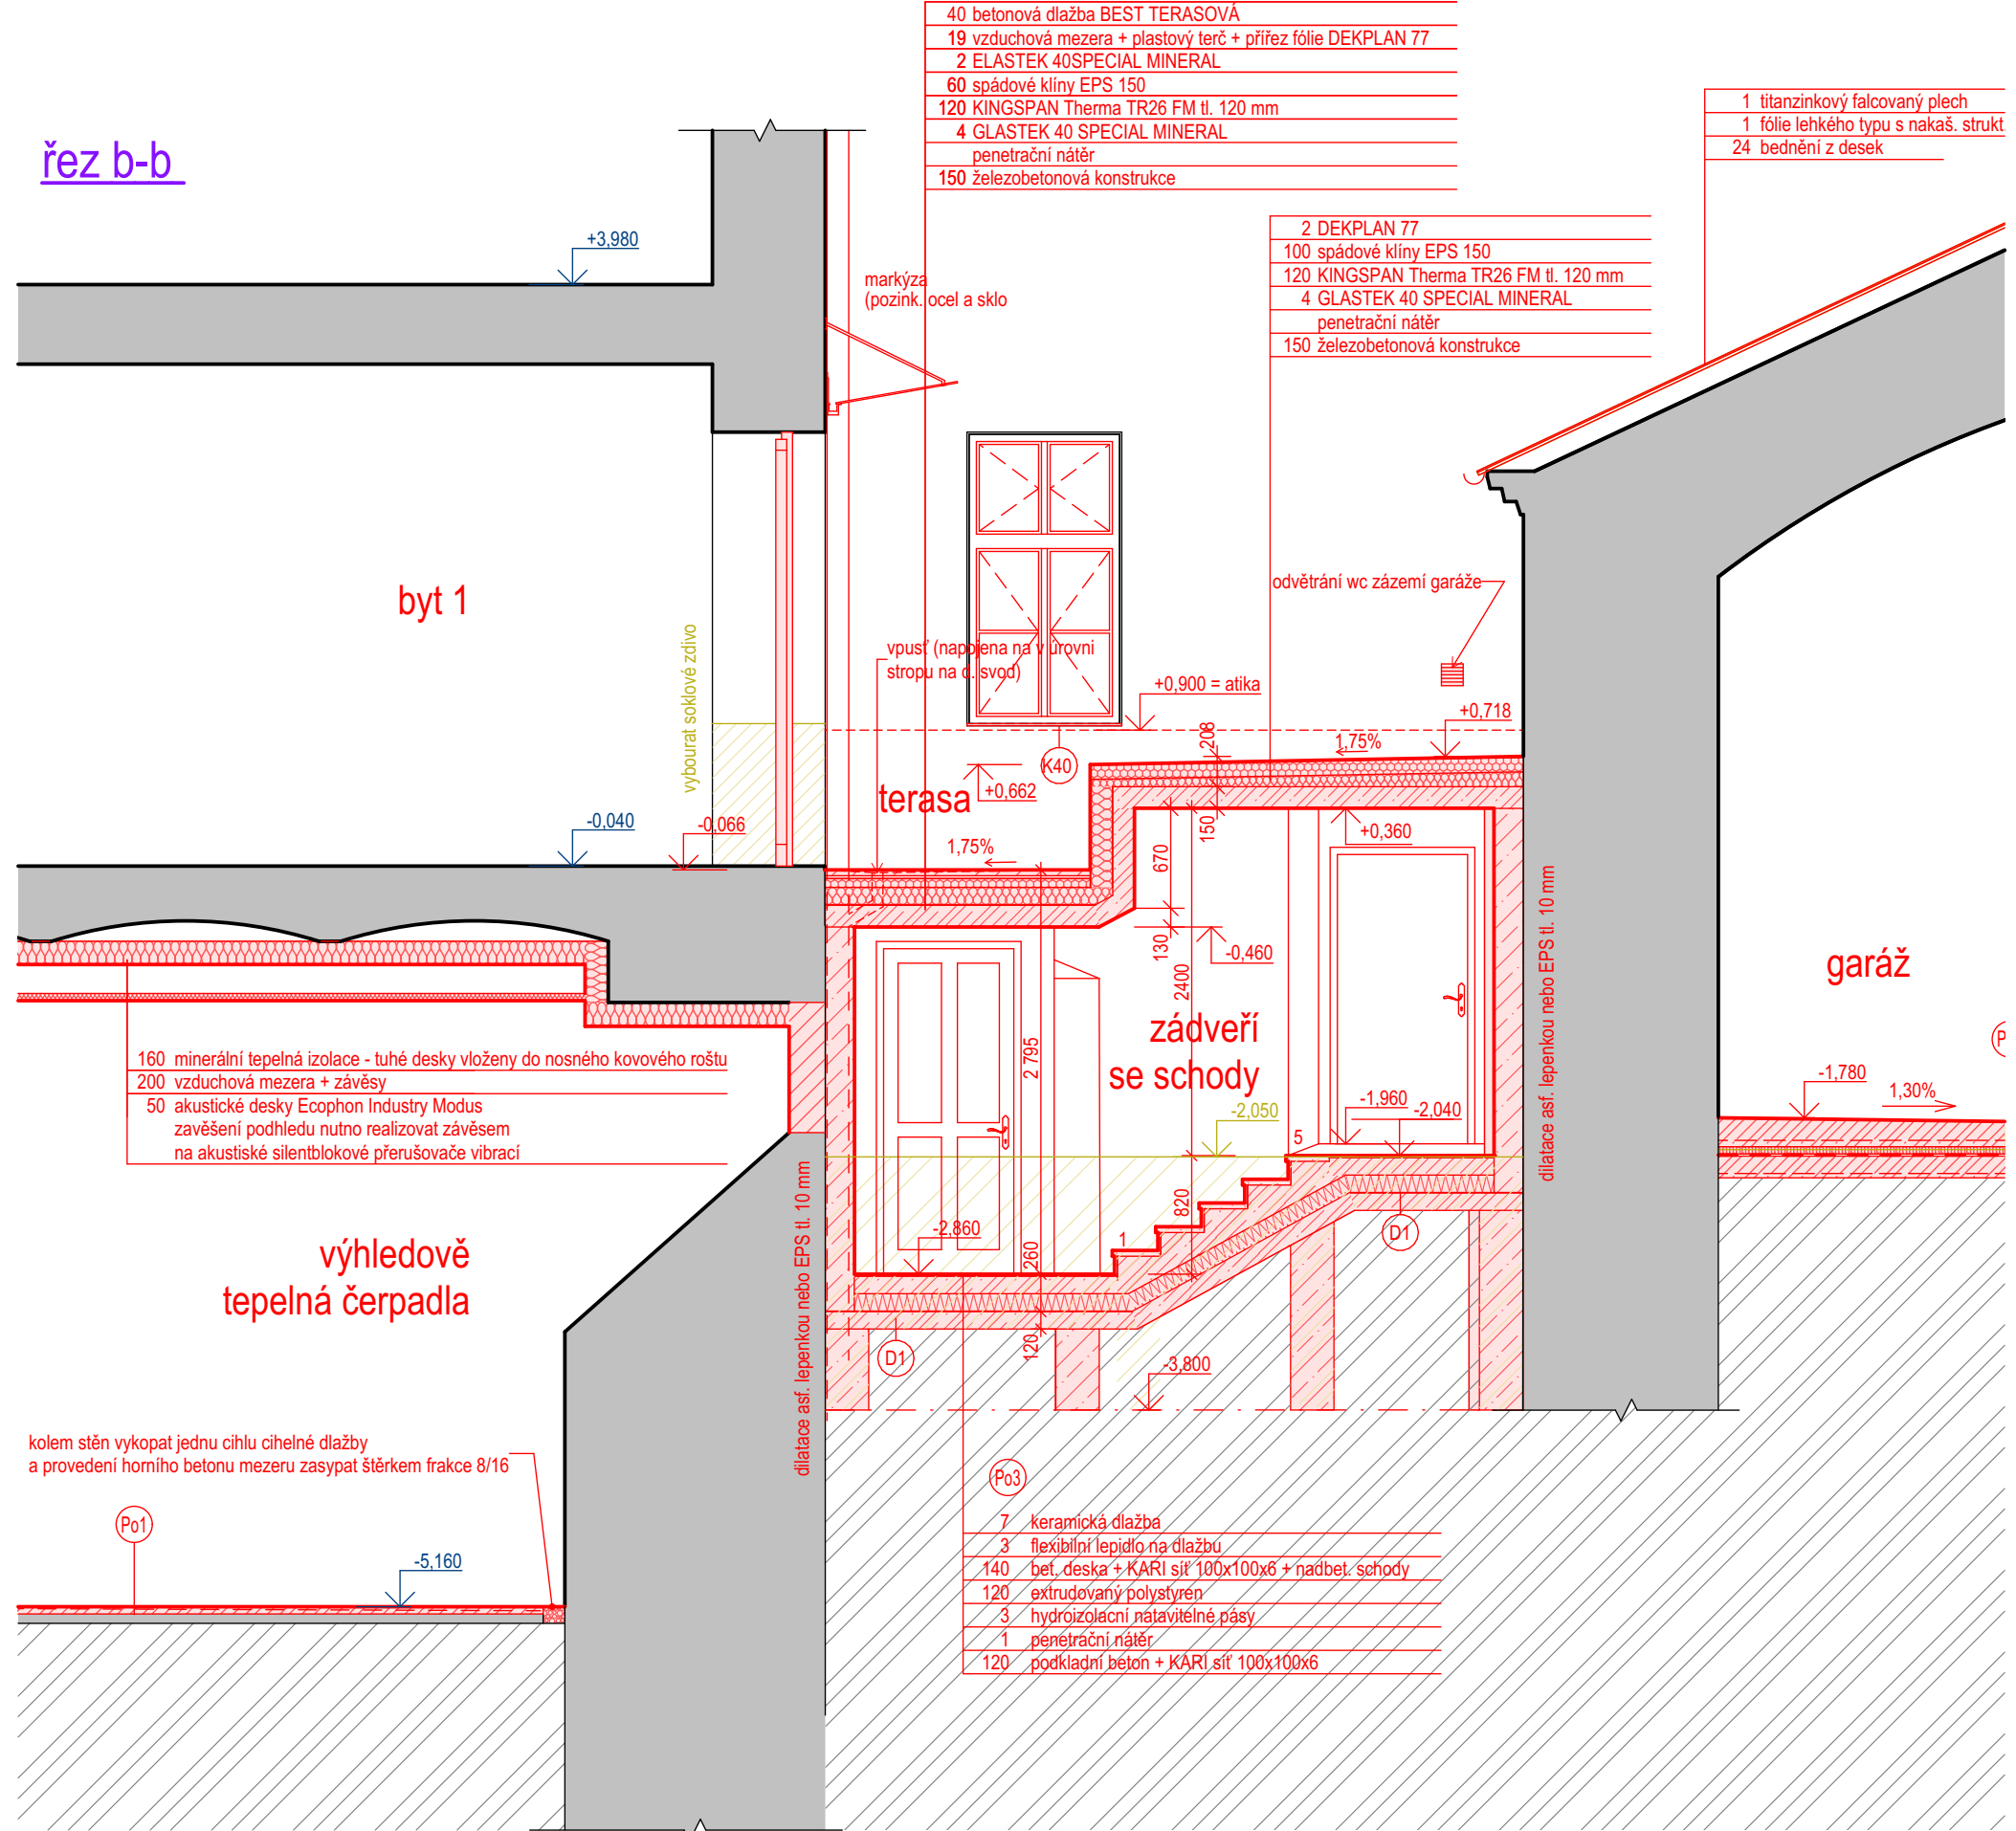 40 betonová dlažba BEST TERASOVÁ
19 vzduchová mezera + plastový terč + přířez fólie DEKPLAN 77
2 ELASTEK 40SPECIAL MINERAL
60 spádové klíny EPS 150
120 KINGSPAN Therma TR26 FM tl. 120 mm
4 GLASTEK 40 SPECIAL MINERAL
penetrační nátěr
150 železobetonová konstrukce
1 titanzinkový falcovaný plech
1 fólie lehkého typu s nakaš. strukt.
24 bednění z desek
řez b-b
2 DEKPLAN 77
100 spádové klíny EPS 150
120 KINGSPAN Therma TR26 FM tl. 120 mm
4 GLASTEK 40 SPECIAL MINERAL
penetrační nátěr
150 železobetonová konstrukce
+3,980
markýza
(pozink. ocel a sklo
byt 1
odvětrání wc zázemí garáže
vybourat soklové zdivo
vpusť (napojena na v úrovni
stropu na d. svod)
+0,900 = atika
+0,718
208
1,75%
K40
+0,662
terasa
-0,040
-0,066
1,75%
150
+0,360
670
130
-0,460
2400
2 795
zádveří
se schody
dilatace asf. lepenkou nebo EPS tl. 10 mm
garáž
P
-1,780
1,30%
160 minerální tepelná izolace - tuhé desky vloženy do nosného kovového roštu
200 vzduchová mezera + závěsy
50 akustické desky Ecophon Industry Modus
zavěšení podhledu nutno realizovat závěsem
na akustiské silentblokové přerušovače vibrací
-2,050
-1,960
-2,040
5
820
1
-2,860
260
D1
120
D1
-3,800
dilatace asf. lepenkou nebo EPS tl. 10 mm
výhledově
tepelná čerpadla
kolem stěn vykopat jednu cihlu cihelné dlažby
a provedení horního betonu mezeru zasypat štěrkem frakce 8/16
Po1
-5,160
Po3
7 keramická dlažba
3 flexibilní lepidlo na dlažbu
140 bet. deska + KARI síť 100x100x6 + nadbet. schody
120 extrudovaný polystyren
3 hydroizolacní natavitelné pásy
1 penetrační nátěr
120 podkladní beton + KARI síť 100x100x6